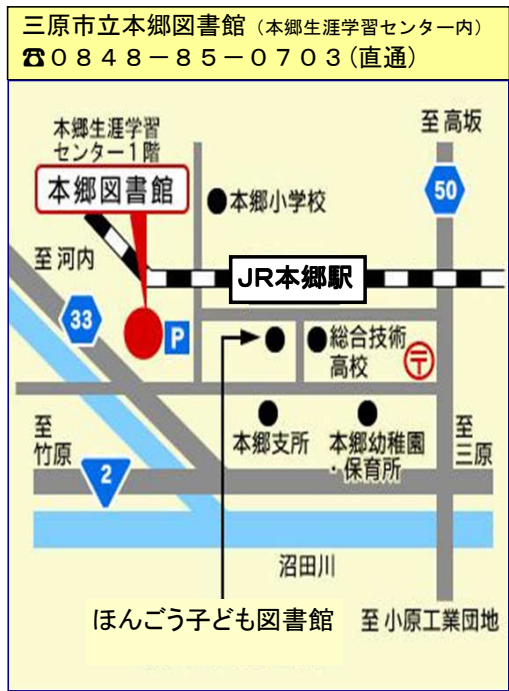 三原市立本郷図書館（本郷生涯学習センター内）
☎０８４８－８５－０７０３(直通)
本郷生涯学習
センター1階
至高坂
本郷図書館
50
本郷小学校
至河内
JR本郷駅
33
P
総合技術
高校
〒
至
竹原
本郷支所
本郷幼稚園
・保育所
至
三原
2
沼田川
ほんごう子ども図書館
至小原工業団地